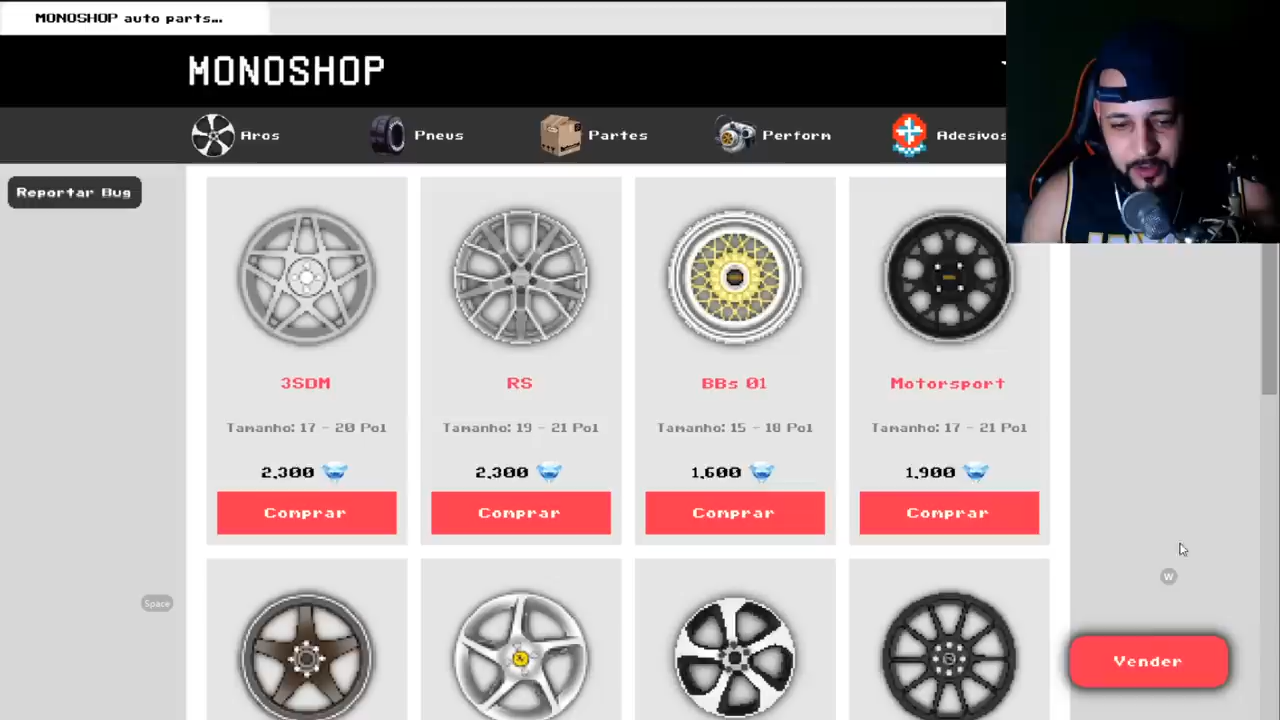 MONOSHOP auto parts...
MONOSHOP
Aros
Pneus
Partes
Perform
Adesivos
Reportar Bug
3SDM
RS
BBs 01
Motorsport
Tamanho: 17 - 20 Pol
Tamanho: 19 - 21 Pol
Tamanho: 15 - 18 Pol
Tamanho: 17 - 21 Pol
2,300
2,300
1,600
1,900
Comprar
Comprar
Comprar
Comprar
W
Space
Vender